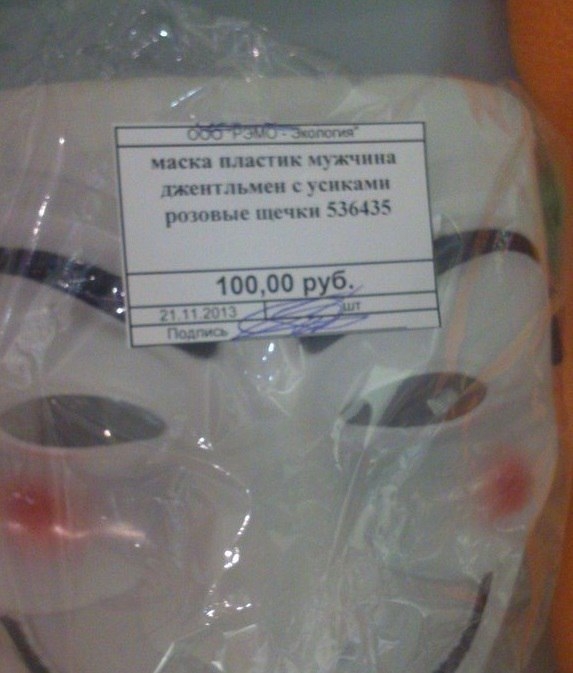 ООО "РЭМО - Экология"
маска пластик мужчина
джентльмен с усиками
розовые щечки 536435
100,00 руб.
21.11.2013 шт
Подпись